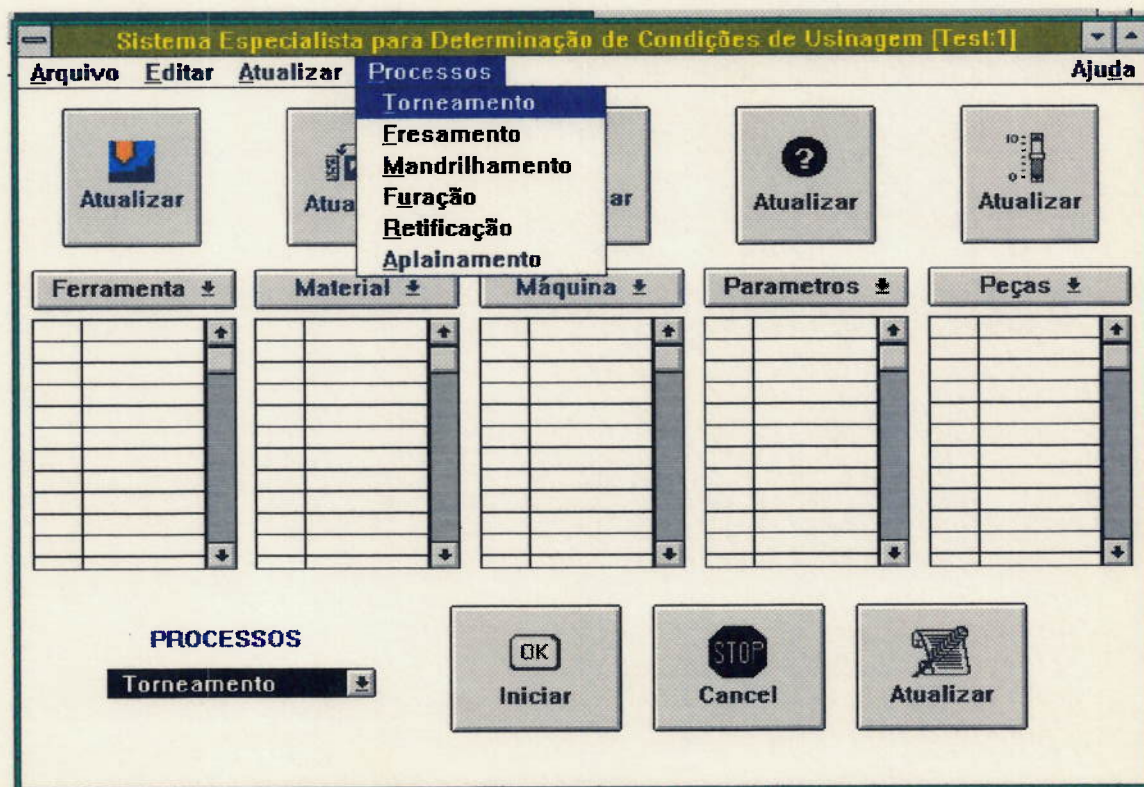 Sistema Especialista para Determinação de Condições de Usinagem [Test:1]
Arquivo Editar Atualizar Processos Ajuda
Torneamento
Fresamento
Mandrilhamento
Furação
Retificação
Aplainamento
Atualizar Atua ar Atualizar Atualizar
10
0
Ferramenta Material Máquina Parametros Peças
PROCESSOS
Torneamento
OK
Iniciar
STOP
Cancel
Atualizar